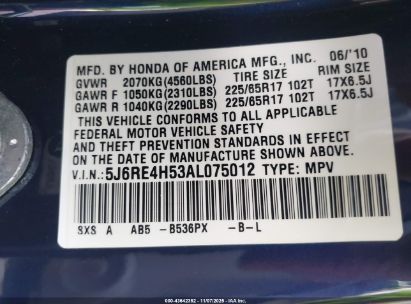 MFD. BY HONDA OF AMERICA MFG., INC. 06/'10
GVWR 2070KG(4560LBS) TIRE SIZE RIM SIZE
GAWR F 1050KG(2310LBS) 225/65R17 102T 17X6.5J
GAWR R 1040KG(2290LBS) 225/65R17 102T 17X6.5J
THIS VEHICLE CONFORMS TO ALL APPLICABLE
FEDERAL MOTOR VEHICLE SAFETY
AND THEFT PREVENTION STANDARDS IN EFFECT ON
THE DATE OF MANUFACTURE SHOWN ABOVE.
V.I.N.: 5J6RE4H53AL075012 TYPE: MPV
SXS A AB5 -B536PX -B-L